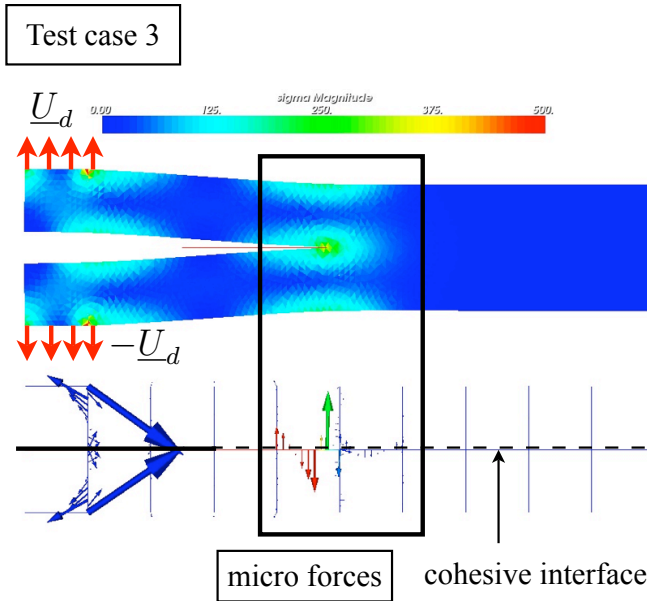 Test case 3
U_d
sigma Magnitude
0.00 125. 250. 375. 500.
-U_d
micro forces
cohesive interface